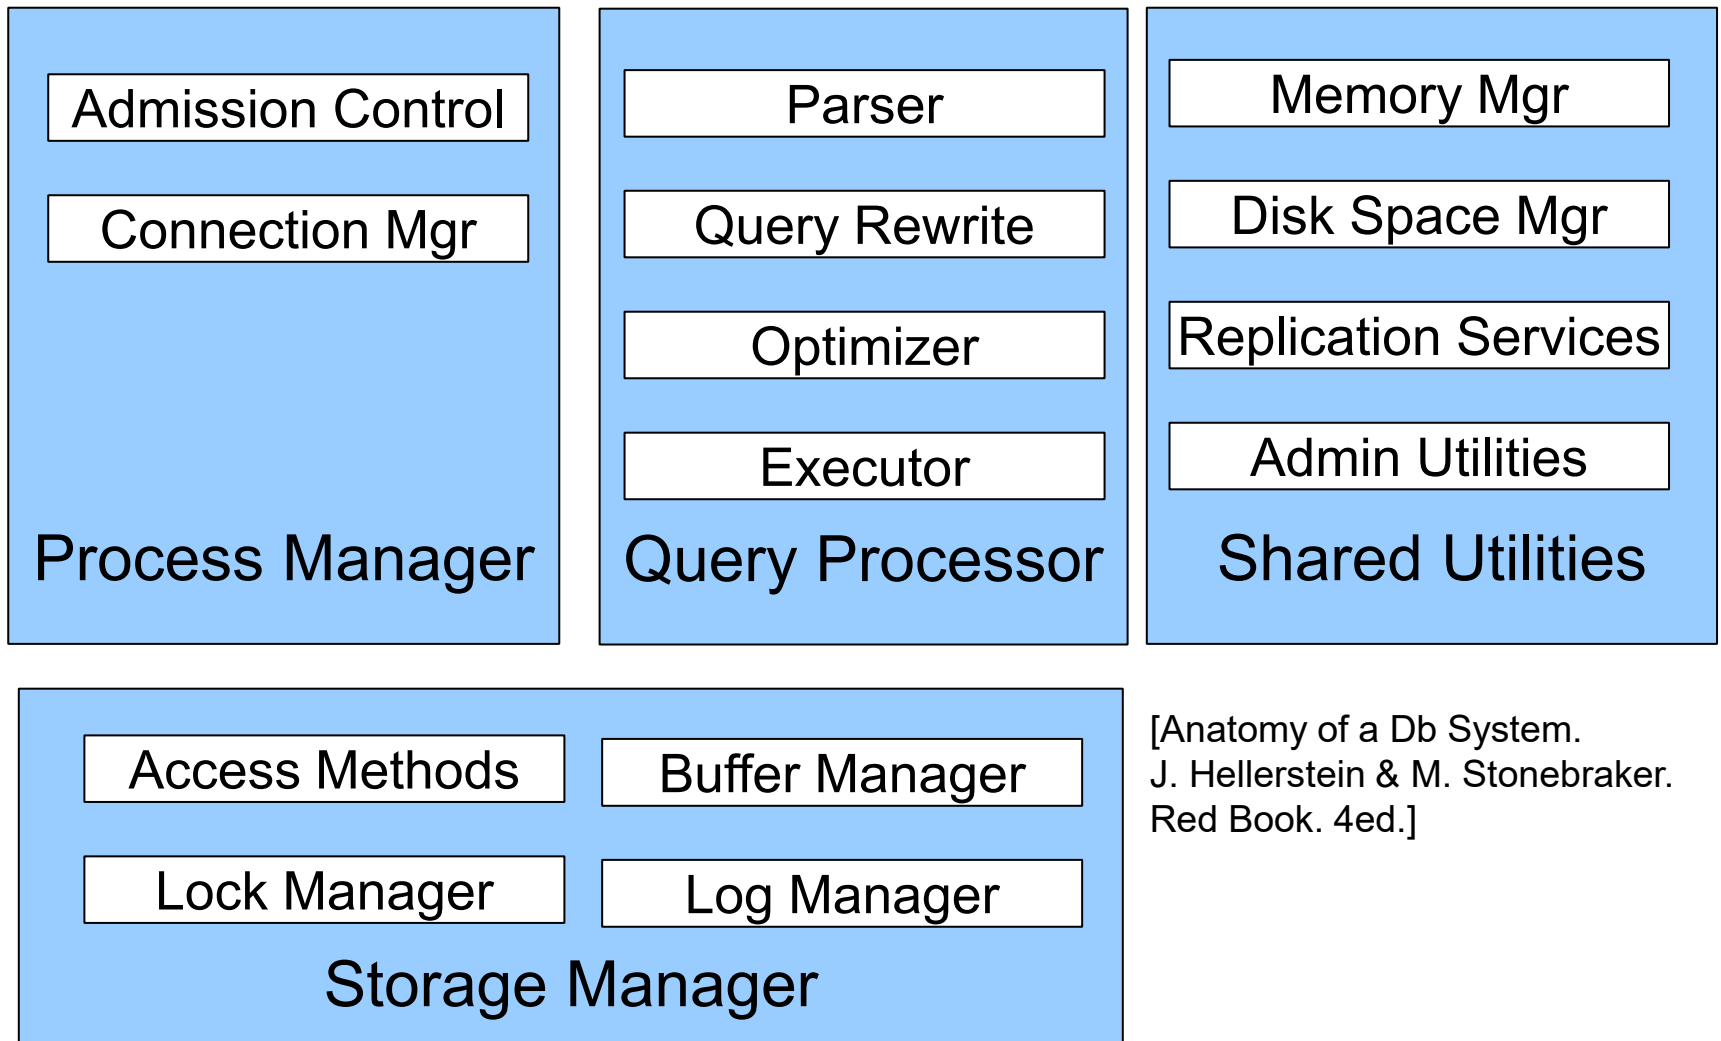 Admission Control
Connection Mgr
Process Manager
Parser
Query Rewrite
Optimizer
Executor
Query Processor
Memory Mgr
Disk Space Mgr
Replication Services
Admin Utilities
Shared Utilities
Access Methods
Buffer Manager
Lock Manager
Log Manager
Storage Manager
[Anatomy of a Db System.
J. Hellerstein & M. Stonebraker.
Red Book. 4ed.]